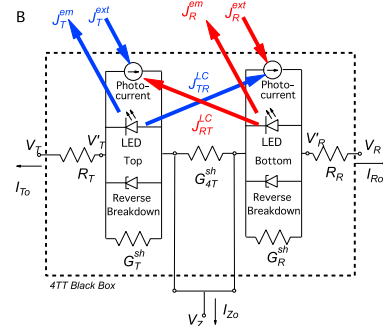 B
J_T^em J_T^ext J_R^em J_R^ext
Photo-
current
Photo-
current
J_TR^LC
J_RT^LC
LED
Top
LED
Bottom
V_T V'_T V'_R V_R
R_T R_R
I_To I_Ro
G_4T^sh
Reverse
Breakdown
Reverse
Breakdown
G_T^sh G_R^sh
4TT Black Box
V_Z I_Zo